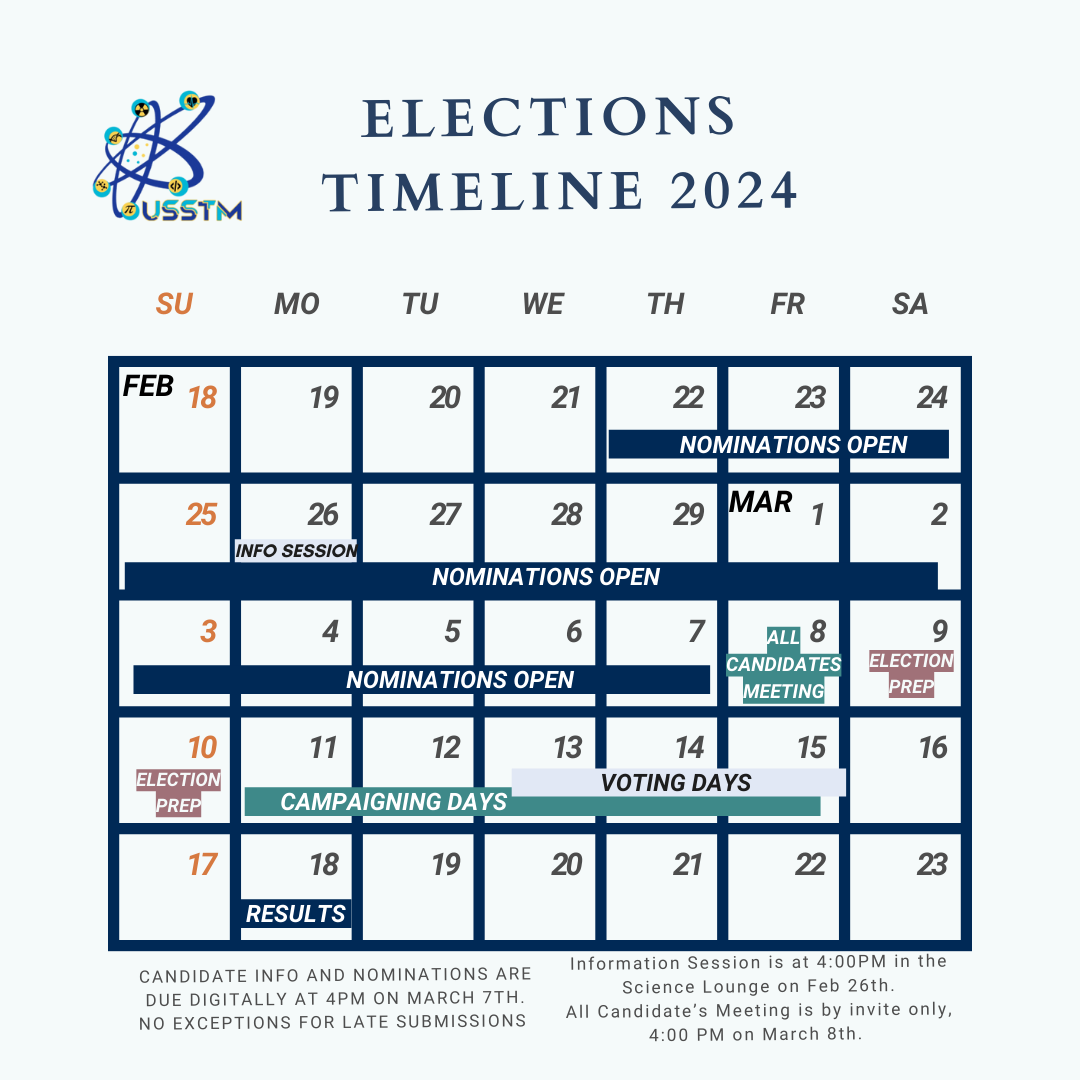 USSTM
ELECTIONS
TIMELINE 2024
SU MO TU WE TH FR SA
FEB 18 19 20 21 22 23 24
NOMINATIONS OPEN
25 26 27 28 29 MAR 1 2
INFO SESSION
NOMINATIONS OPEN
3 4 5 6 7 8 9
ALL
CANDIDATES
MEETING
ELECTION
PREP
NOMINATIONS OPEN
10 11 12 13 14 15 16
ELECTION
PREP
VOTING DAYS
CAMPAIGNING DAYS
17 18 19 20 21 22 23
RESULTS
CANDIDATE INFO AND NOMINATIONS ARE
DUE DIGITALLY AT 4PM ON MARCH 7TH.
NO EXCEPTIONS FOR LATE SUBMISSIONS
Information Session is at 4:00PM in the
Science Lounge on Feb 26th.
All Candidate’s Meeting is by invite only,
4:00 PM on March 8th.